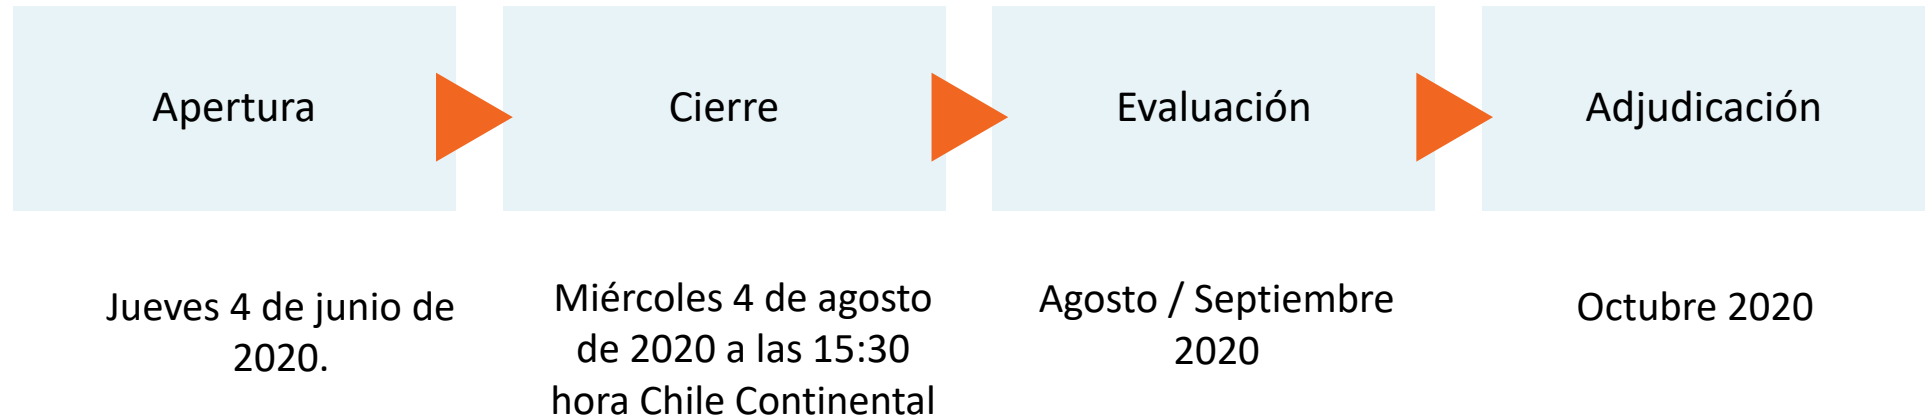 Apertura
Cierre
Evaluación
Adjudicación
Jueves 4 de junio de
2020.
Miércoles 4 de agosto
de 2020 a las 15:30
hora Chile Continental
Agosto / Septiembre
2020
Octubre 2020